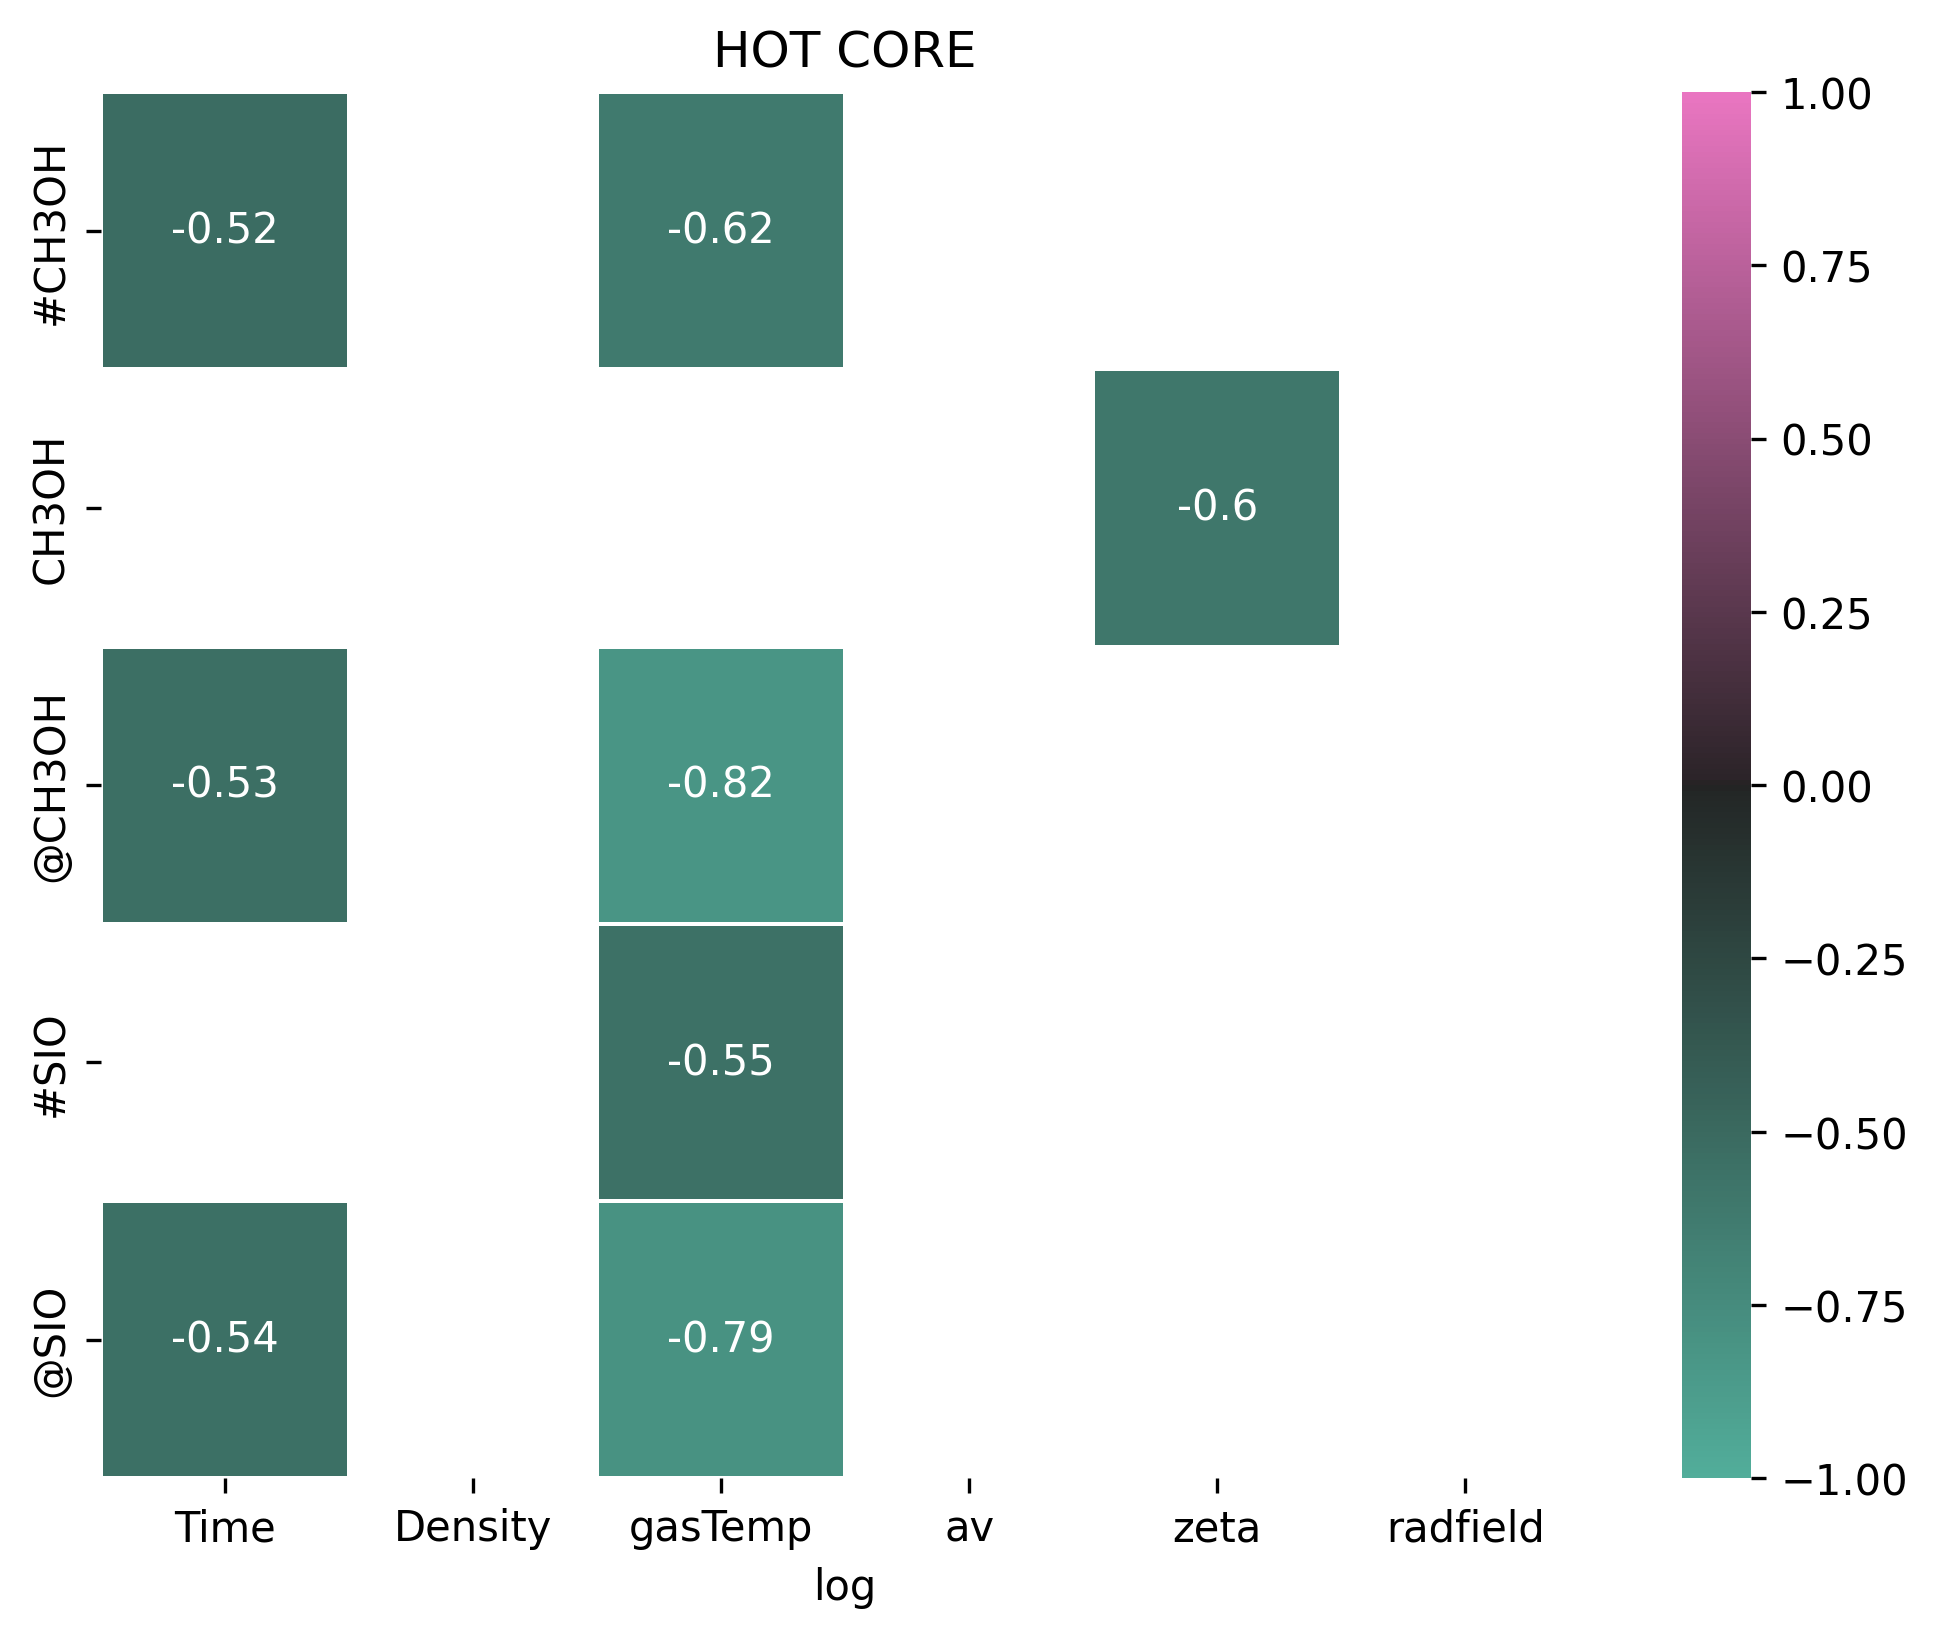 HOT CORE
#CH3OH
-0.52
-0.62
CH3OH
-0.6
@CH3OH
-0.53
-0.82
#SIO
-0.55
@SIO
-0.54
-0.79
Time
Density
gasTemp
av
zeta
radfield
log
1.00
0.75
0.50
0.25
0.00
−0.25
−0.50
−0.75
−1.00